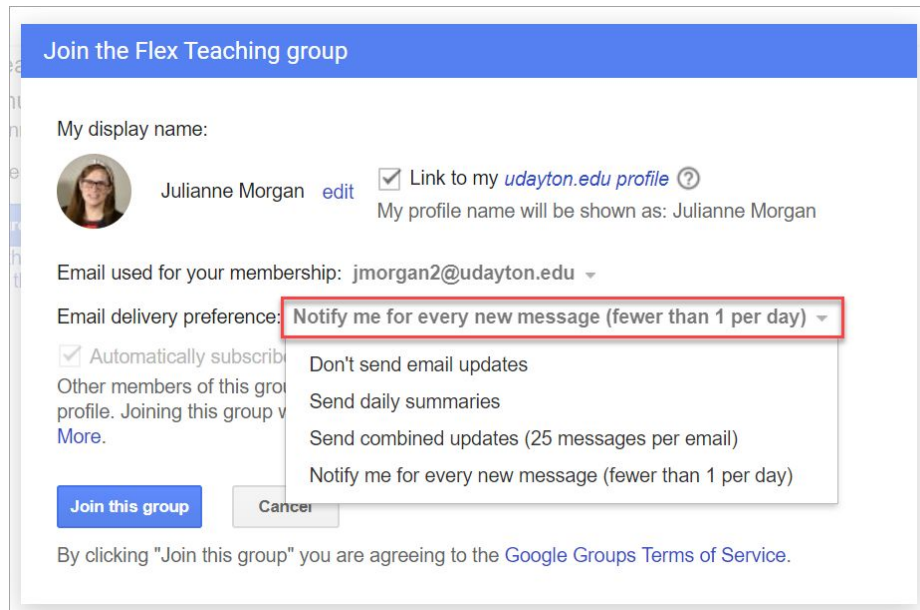 Join the Flex Teaching group
My display name:
Julianne Morgan edit
Link to my udayton.edu profile
My profile name will be shown as: Julianne Morgan
Email used for your membership: jmorgan2@udayton.edu
Email delivery preference: Notify me for every new message (fewer than 1 per day)
Automatically subscribe
Don't send email updates
Other members of this
profile. Joining this group
Send daily summaries
More.
Send combined updates (25 messages per email)
Notify me for every new message (fewer than 1 per day)
Join this group
Cancel
By clicking "Join this group" you are agreeing to the Google Groups Terms of Service.